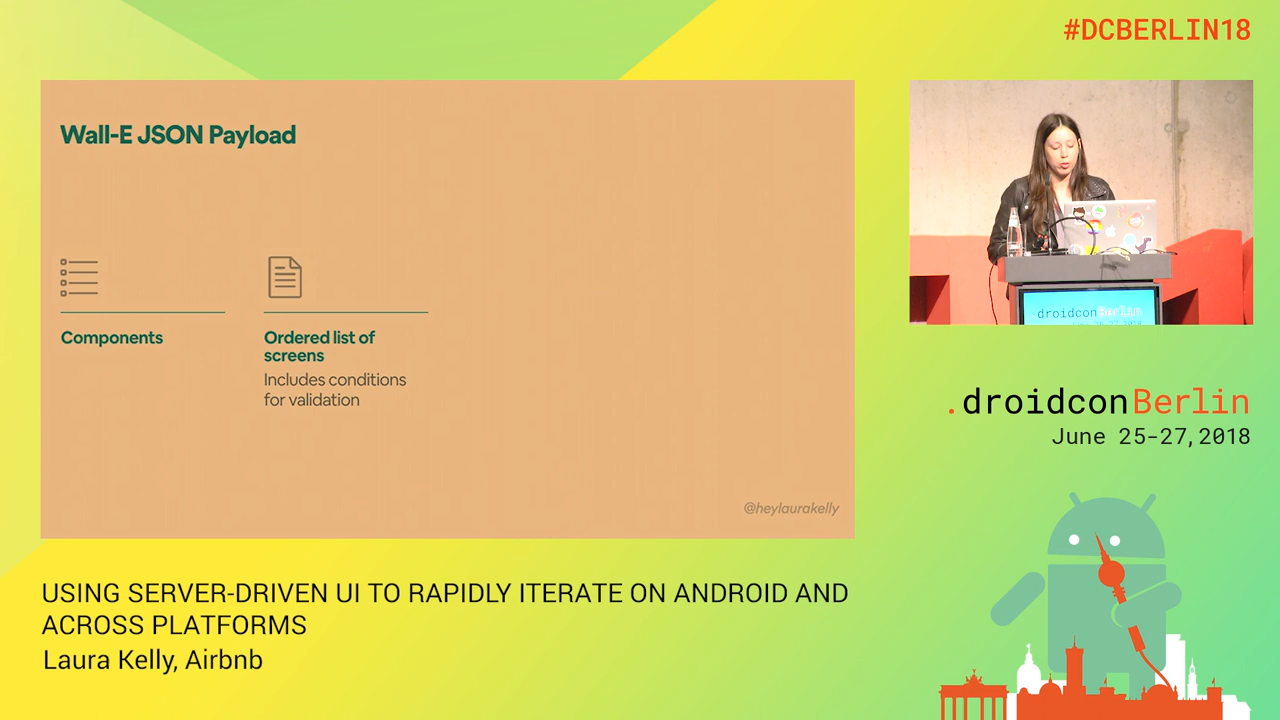 #DCBERLIN18
Wall-E JSON Payload
Components
Ordered list of
screens
Includes conditions
for validation
@heylaurakelly
droidconBerlin
.droidconBerlin
June 25-27, 2018
USING SERVER-DRIVEN UI TO RAPIDLY ITERATE ON ANDROID AND
ACROSS PLATFORMS
Laura Kelly, Airbnb